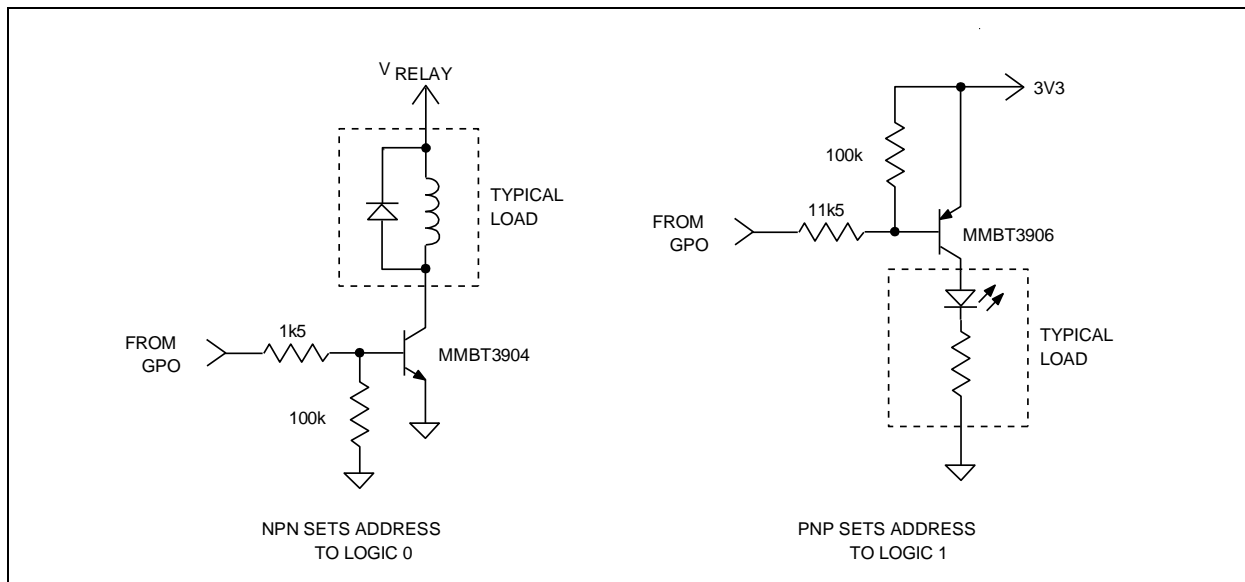 V RELAY
TYPICAL
LOAD
1k5
FROM
GPO
MMBT3904
100k
NPN SETS ADDRESS
TO LOGIC 0
3V3
100k
11k5
FROM
GPO
MMBT3906
TYPICAL
LOAD
PNP SETS ADDRESS
TO LOGIC 1